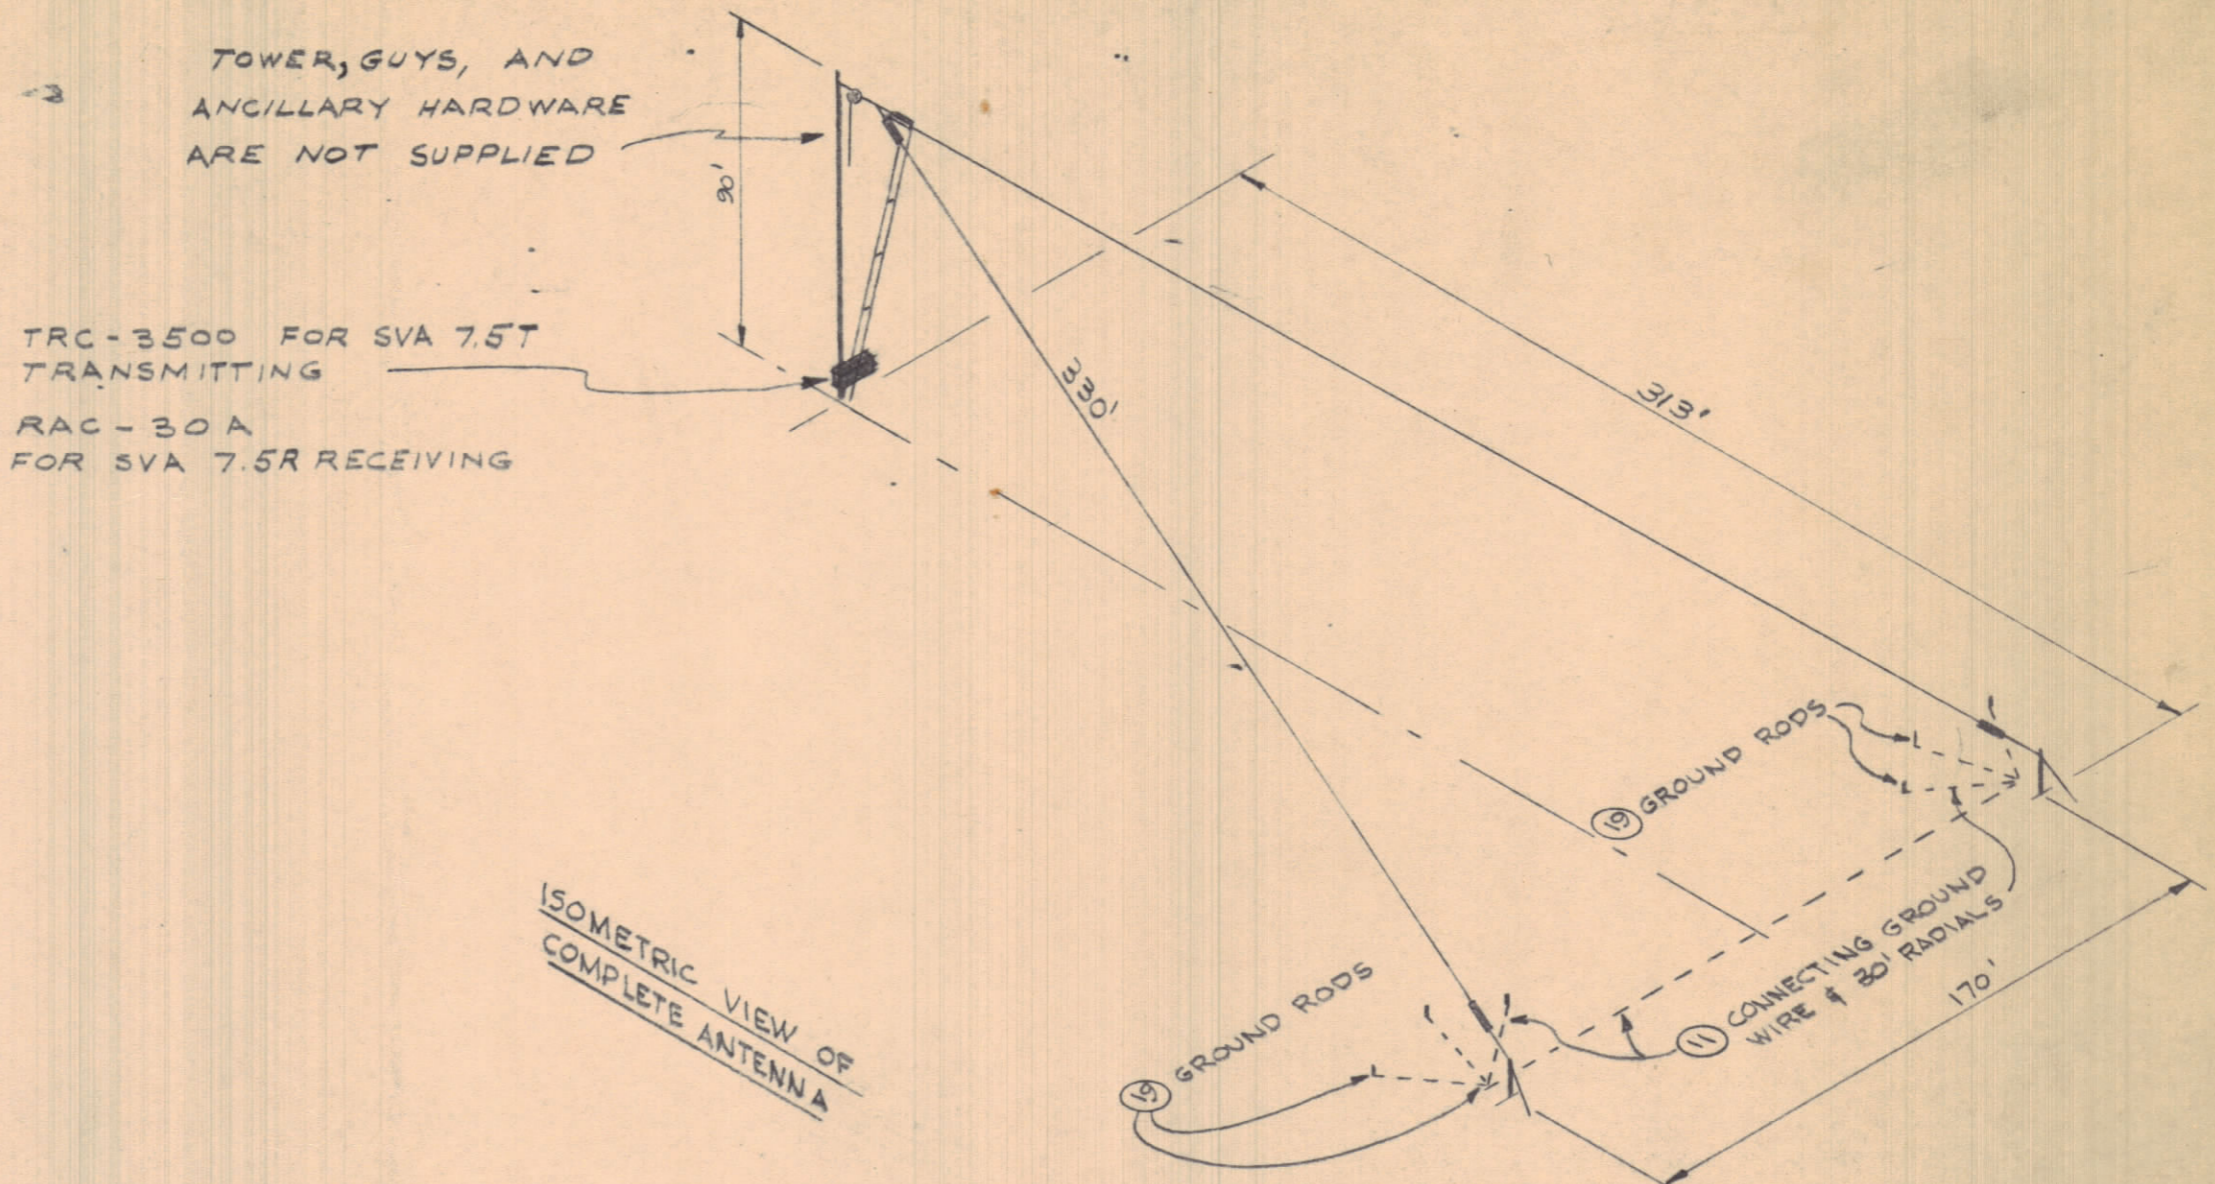 TOWER, GUYS, AND
ANCILLARY HARDWARE
ARE NOT SUPPLIED
90'
TRC-3500 FOR SVA 7.5T
TRANSMITTING
RAC-30A
FOR SVA 7.5R RECEIVING
330'
313'
19 GROUND RODS
11 CONNECTING GROUND
WIRE & 30' RADIALS
170'
19 GROUND RODS
ISOMETRIC VIEW OF
COMPLETE ANTENNA